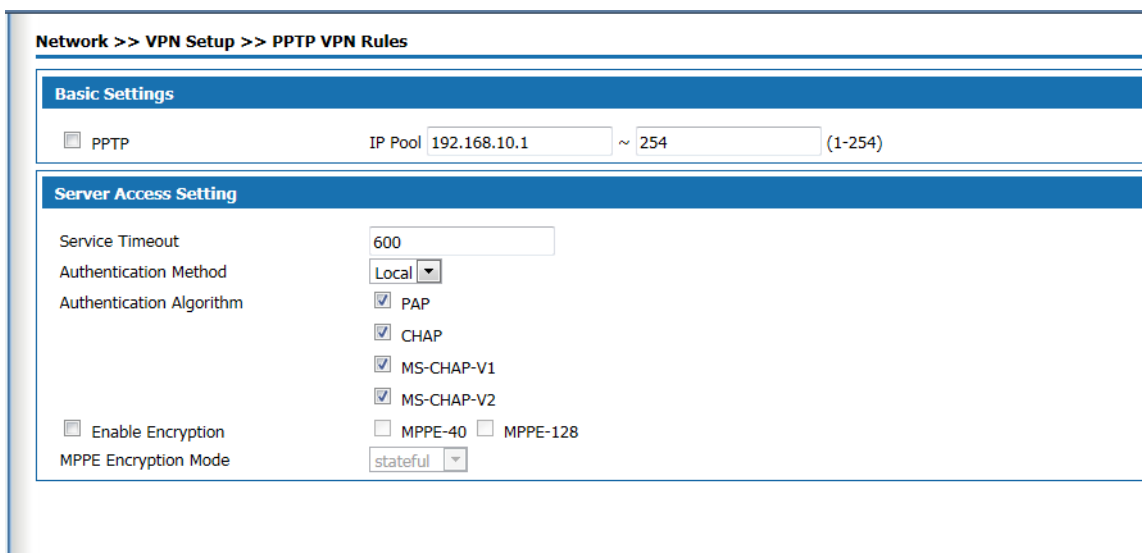 Network >> VPN Setup >> PPTP VPN Rules
Basic Settings
PPTP IP Pool 192.168.10.1 ~ 254 (1-254)
Server Access Setting
Service Timeout 600
Authentication Method Local
Authentication Algorithm PAP
CHAP
MS-CHAP-V1
MS-CHAP-V2
Enable Encryption MPPE-40 MPPE-128
MPPE Encryption Mode stateful